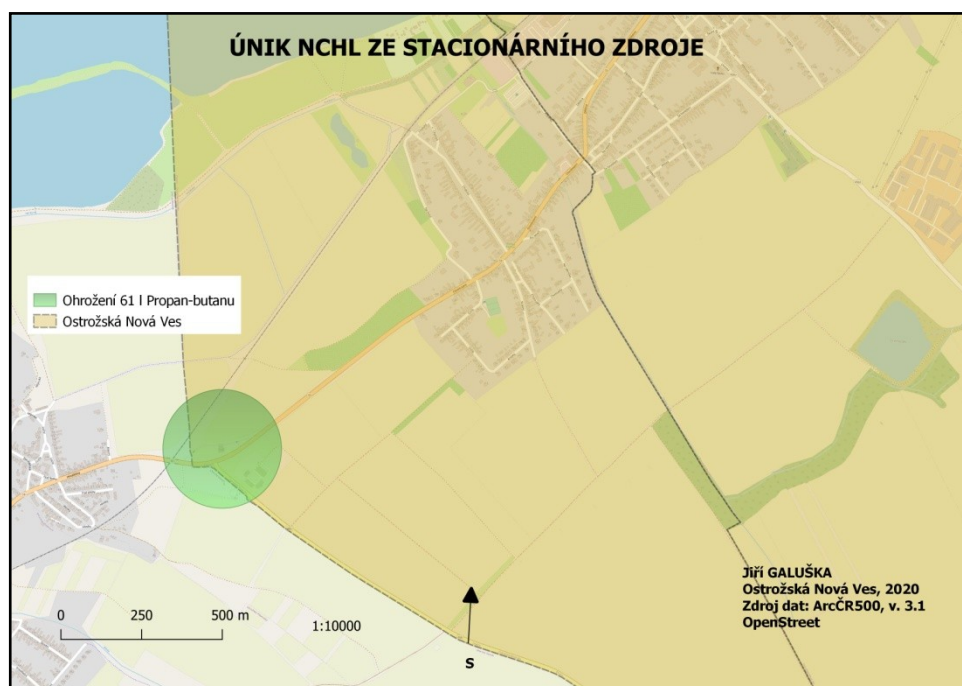 ÚNIK NCHL ZE STACIONÁRNÍHO ZDROJE
Ohrožení 61 l Propan-butanu
Ostrožská Nová Ves
0 250 500 m
1:10000
S
Jiří GALUŠKA
Ostrožská Nová Ves, 2020
Zdroj dat: ArcČR500, v. 3.1
OpenStreet